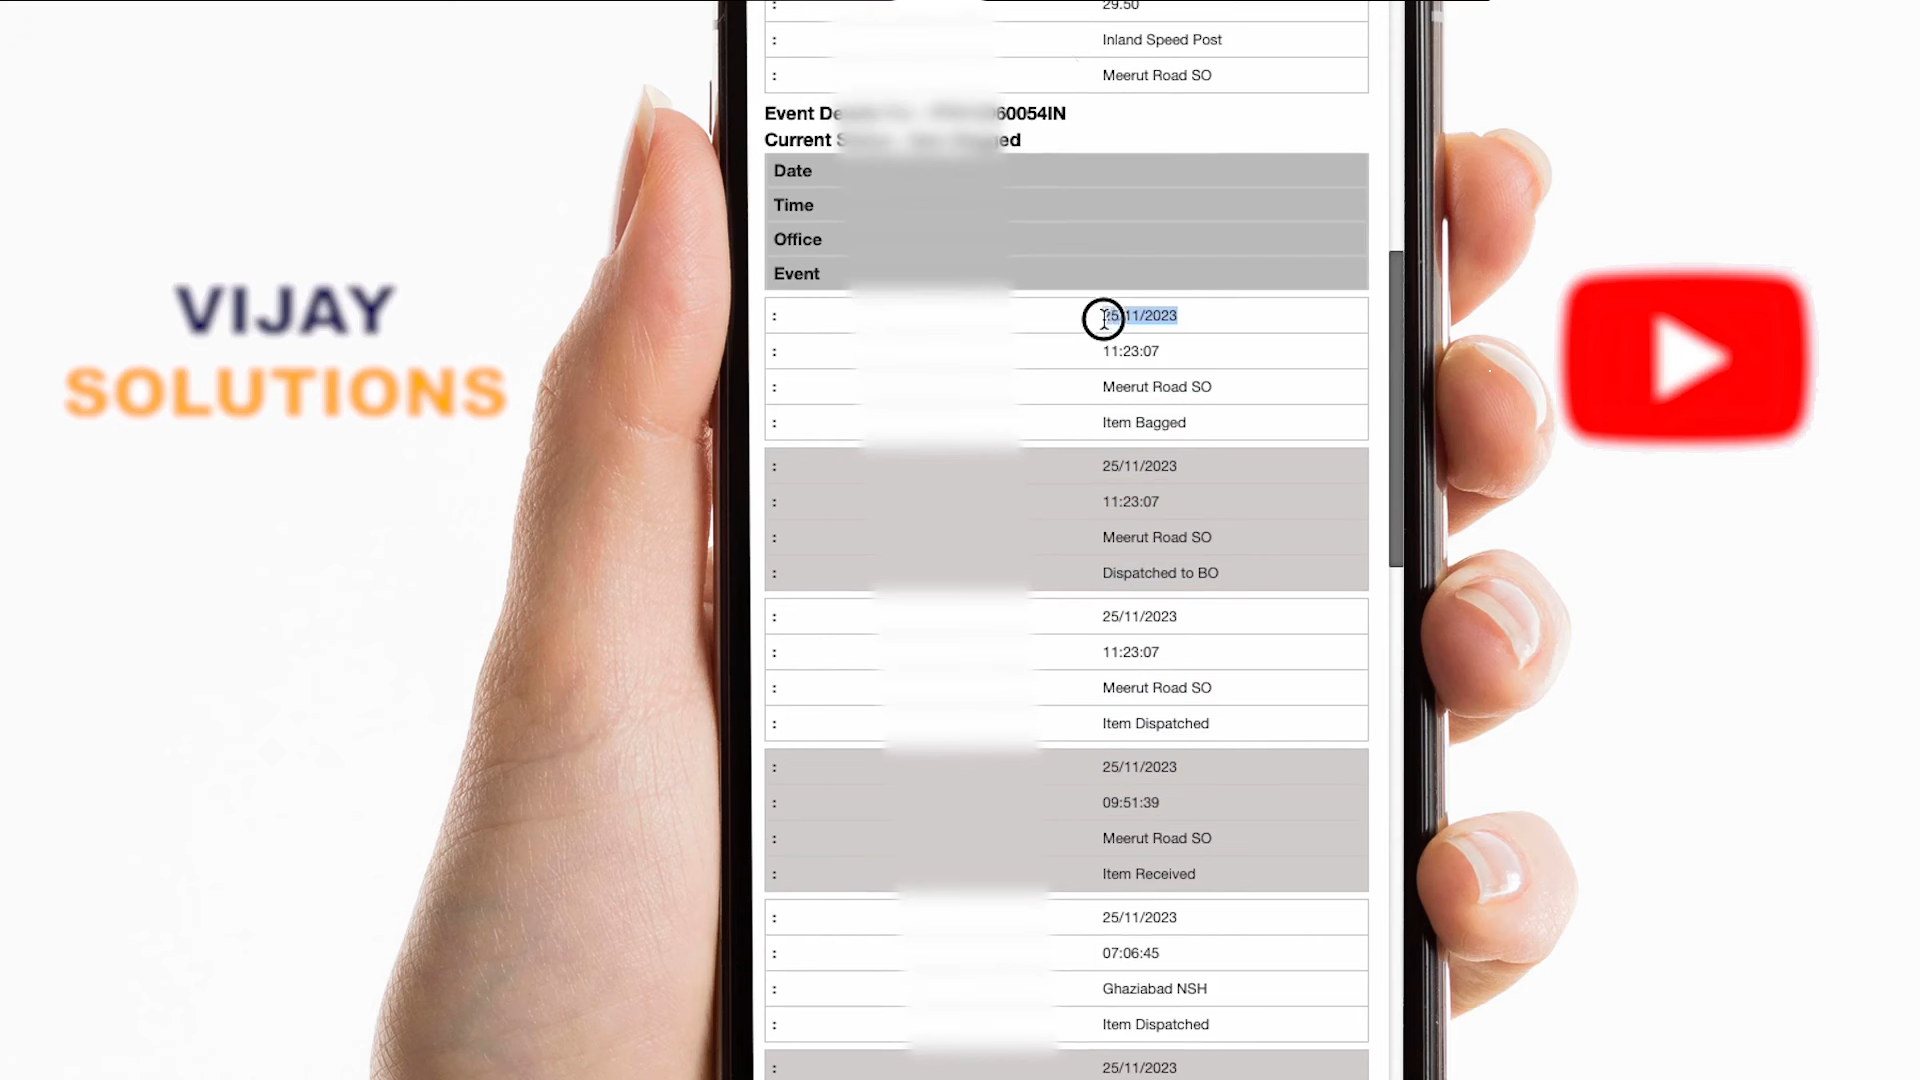 29.50
: Inland Speed Post
: Meerut Road SO
Event 60054IN
Current
Date
Time
Office
Event
: 25/11/2023
: 11:23:07
: Meerut Road SO
: Item Bagged
: 25/11/2023
: 11:23:07
: Meerut Road SO
: Dispatched to BO
: 25/11/2023
: 11:23:07
: Meerut Road SO
: Item Dispatched
: 25/11/2023
: 09:51:39
: Meerut Road SO
: Item Received
: 25/11/2023
: 07:06:45
: Ghaziabad NSH
: Item Dispatched
: 25/11/2023
VIJAY
SOLUTIONS